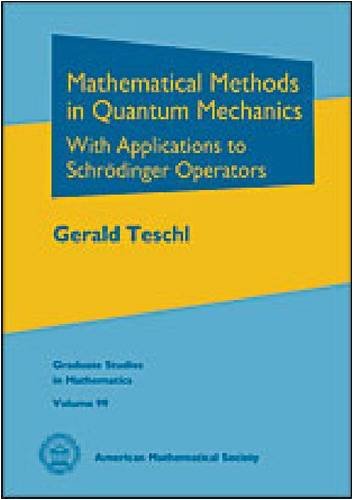 Mathematical Methods
in Quantum Mechanics
With Applications to
Schrödinger Operators
Gerald Teschl
Graduate Studies
in Mathematics
Volume 99
American Mathematical Society